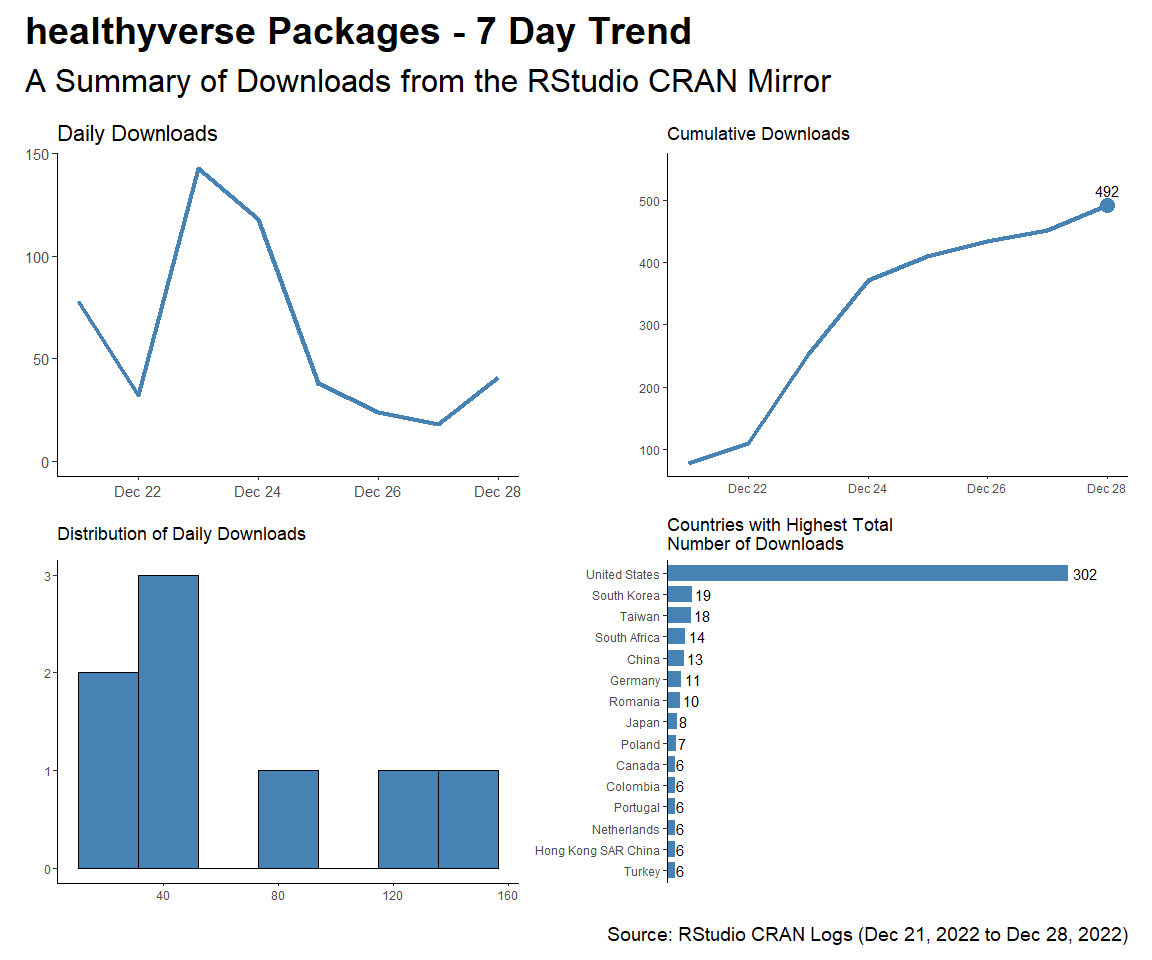 healthyverse Packages - 7 Day Trend
A Summary of Downloads from the RStudio CRAN Mirror
Daily Downloads
150
100
50
0
Dec 22
Dec 24
Dec 26
Dec 28
Cumulative Downloads
492
500
400
300
200
100
Dec 22
Dec 24
Dec 26
Dec 28
Distribution of Daily Downloads
3
2
1
0
40
80
120
160
Countries with Highest Total
Number of Downloads
United States 302
South Korea 19
Taiwan 18
South Africa 14
China 13
Germany 11
Romania 10
Japan 8
Poland 7
Canada 6
Colombia 6
Portugal 6
Netherlands 6
Hong Kong SAR China 6
Turkey 6
Source: RStudio CRAN Logs (Dec 21, 2022 to Dec 28, 2022)